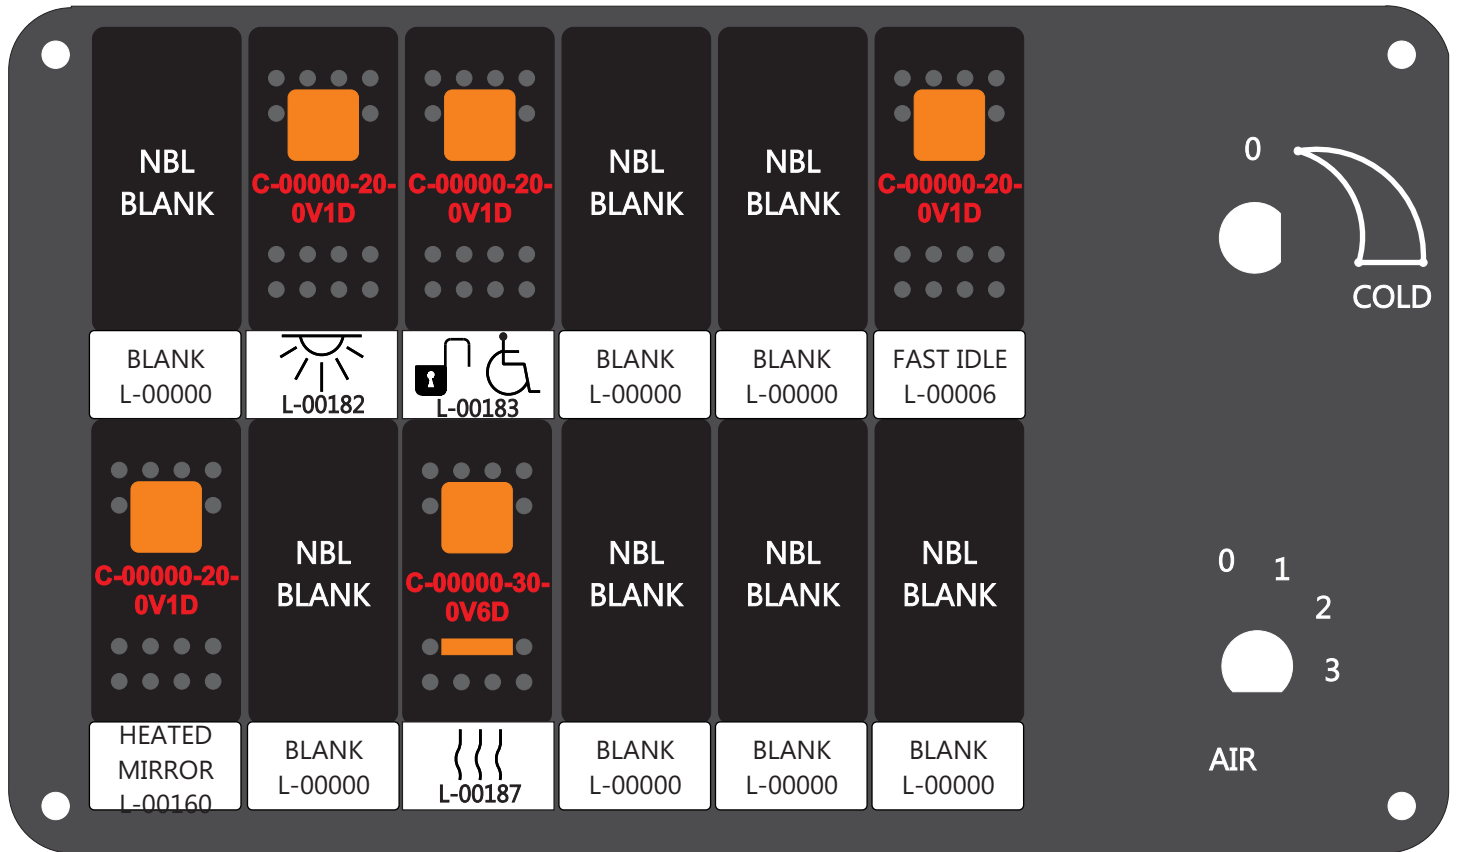 NBL
BLANK
C-00000-20-
0V1D
C-00000-20-
0V1D
NBL
BLANK
NBL
BLANK
C-00000-20-
0V1D
0
COLD
BLANK
L-00000
L-00182
L-00183
BLANK
L-00000
BLANK
L-00000
FAST IDLE
L-00006
C-00000-20-
0V1D
NBL
BLANK
C-00000-30-
0V6D
NBL
BLANK
NBL
BLANK
NBL
BLANK
0
1
2
3
AIR
HEATED
MIRROR
L-00160
BLANK
L-00000
L-00187
BLANK
L-00000
BLANK
L-00000
BLANK
L-00000